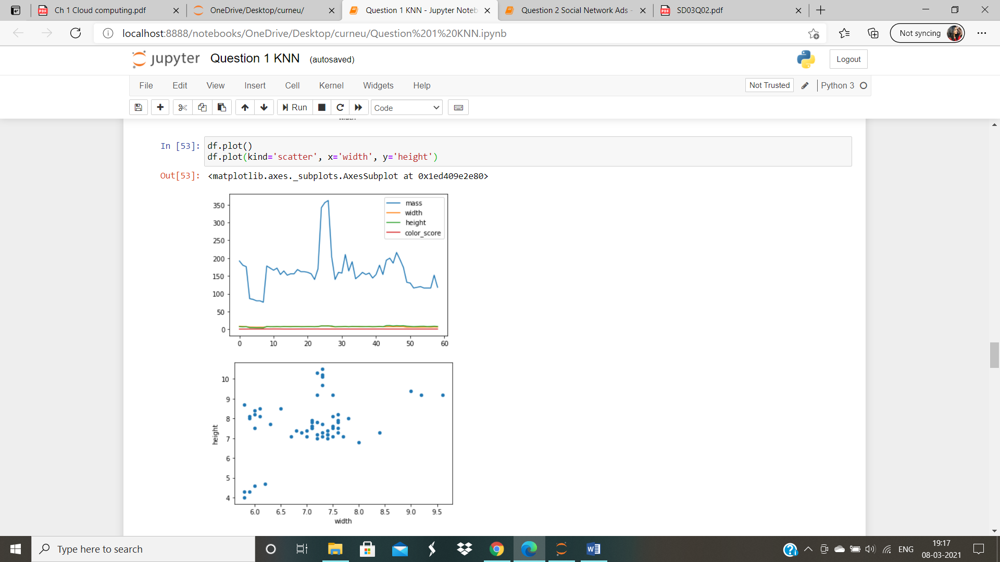 Ch 1 Cloud computing.pdf
OneDrive/Desktop/curneu/
Question 1 KNN - Jupyter Noteb
Question 2 Social Network Ads -
SD03Q02.pdf
localhost:8888/notebooks/OneDrive/Desktop/curneu/Question%201%20KNN.ipynb
Not syncing
jupyter Question 1 KNN (autosaved)
Logout
File Edit View Insert Cell Kernel Widgets Help
Not Trusted
Python 3
Run
Code
In [53]: df.plot()
df.plot(kind='scatter', x='width', y='height')
Out[53]: <matplotlib.axes._subplots.AxesSubplot at 0x1ed409e2e80>
350
300
250
200
150
100
50
0
mass
width
height
color_score
0 10 20 30 40 50 60
10
9
8
7
6
5
4
height
6.0 6.5 7.0 7.5 8.0 8.5 9.0 9.5
width
Type here to search
ENG
19:17
08-03-2021